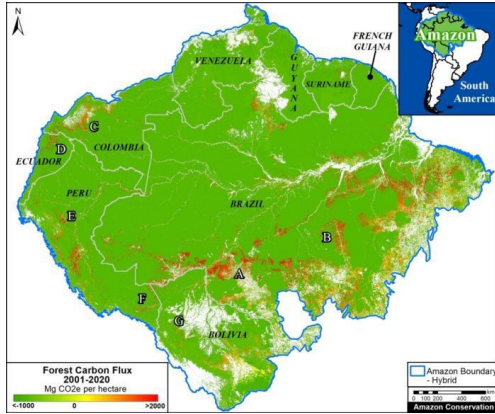 N
VENEZUELA
GUYANA
SURINAME
FRENCH
GUIANA
Amazon
South
America
C
COLOMBIA
D
ECUADOR
PERU
E
BRAZIL
B
A
F
G
BOLIVIA
Forest Carbon Flux
2001-2020
Mg CO2e per hectare
<-1000 0 >2000
Amazon Boundary
- Hybrid
0 100 200 400 600
Amazon Conservation